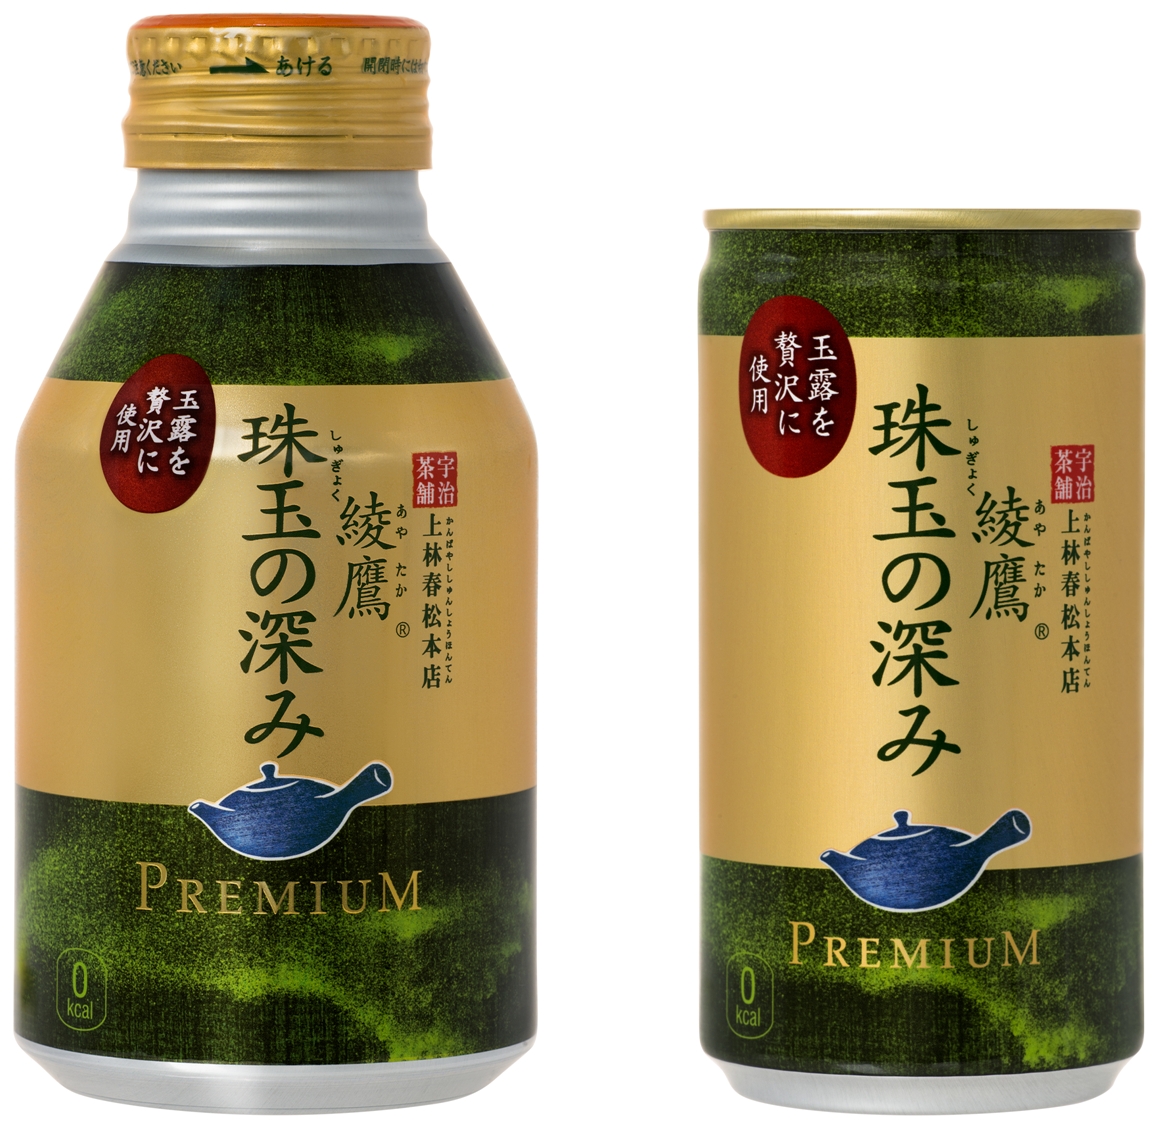 あける
開閉時には
宇治
茶舗
上林春松本店
かんばやししゅんしょうほんてん
綾鷹®
あやたか
珠玉の深み
しゅぎょく
玉露を
贅沢に
使用
PREMIUM
0
kcal
宇治
茶舗
上林春松本店
かんばやししゅんしょうほんてん
綾鷹®
あやたか
珠玉の深み
しゅぎょく
玉露を
贅沢に
使用
PREMIUM
0
kcal